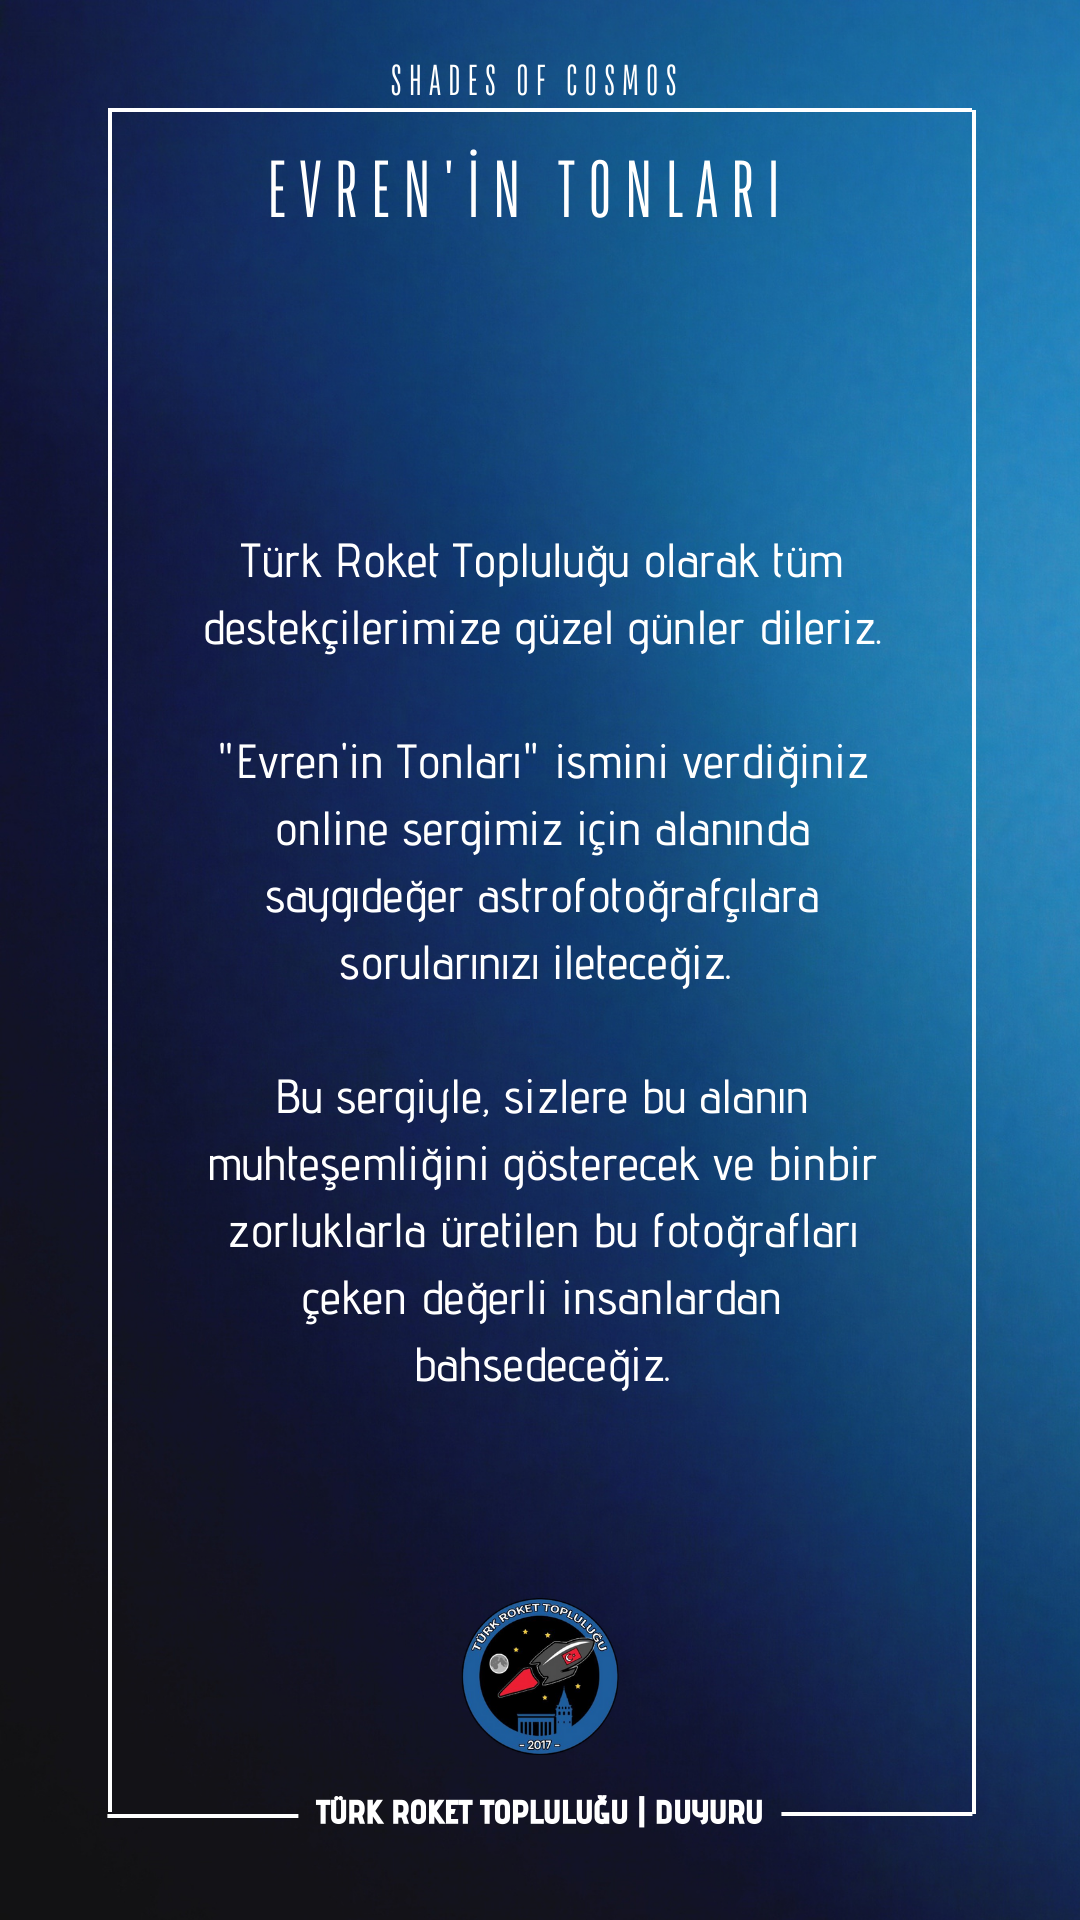 SHADES OF COSMOS
EVREN'İN TONLARI
Türk Roket Topluluğu olarak tüm
destekçilerimize güzel günler dileriz.
"Evren'in Tonları" ismini verdiğiniz
online sergimiz için alanında
saygıdeğer astrofotoğrafçılara
sorularınızı ileteceğiz.
Bu sergiyle, sizlere bu alanın
muhteşemliğini gösterecek ve binbir
zorluklarla üretilen bu fotoğrafları
çeken değerli insanlardan
bahsedeceğiz.
TÜRK ROKET TOPLULUĞU
- 2017 -
TÜRK ROKET TOPLULUĞU | DUYURU